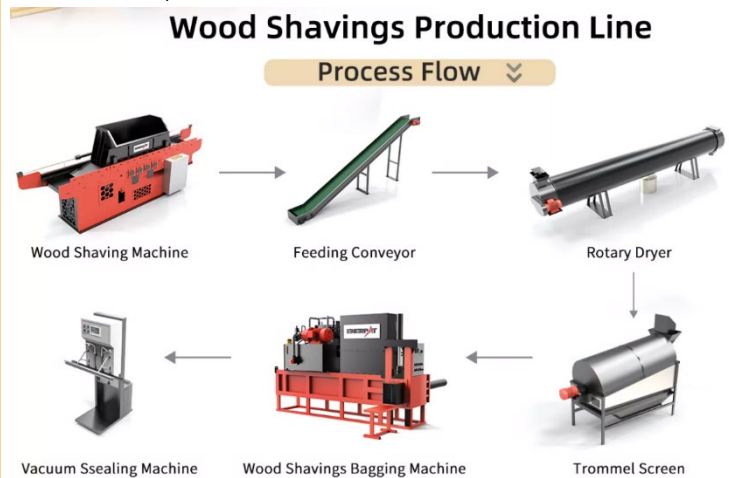 Wood Shavings Production Line
Process Flow
Wood Shaving Machine
Feeding Conveyor
Rotary Dryer
ENERPAT
Vacuum Ssealing Machine
Wood Shavings Bagging Machine
Trommel Screen